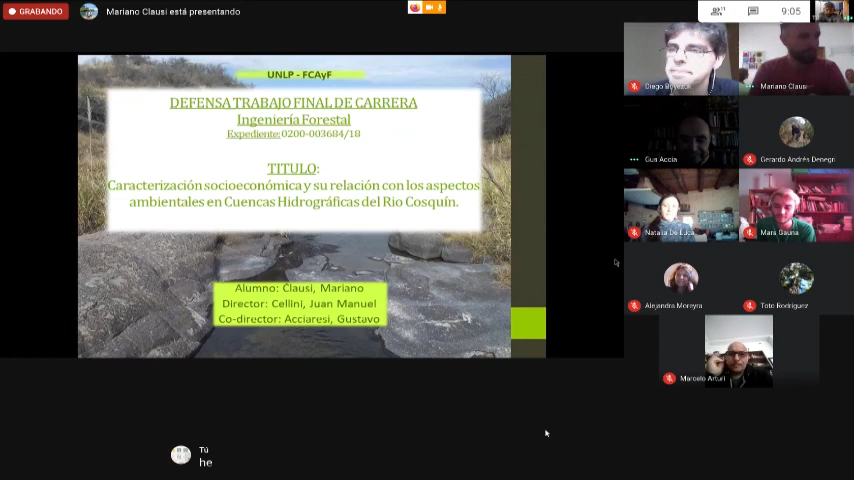 GRABANDO
Mariano Clausi está presentando
11
9:05
UNLP - FCAyF
DEFENSA TRABAJO FINAL DE CARRERA
Ingeniería Forestal
Expediente: 0200-003684/18
TITULO:
Caracterización socioeconómica y su relación con los aspectos
ambientales en Cuencas Hidrográficas del Rio Cosquín.
Alumno: Clausi, Mariano
Director: Cellini, Juan Manuel
Co-director: Acciaresi, Gustavo
Diego
Mariano Clausi
Gus Accia
Gerardo Andrés Denegri
Natalia De Luca
Mara Gauna
Alejandra Moreyra
Toto Rodriguez
Marcelo Arturi
Tú
he